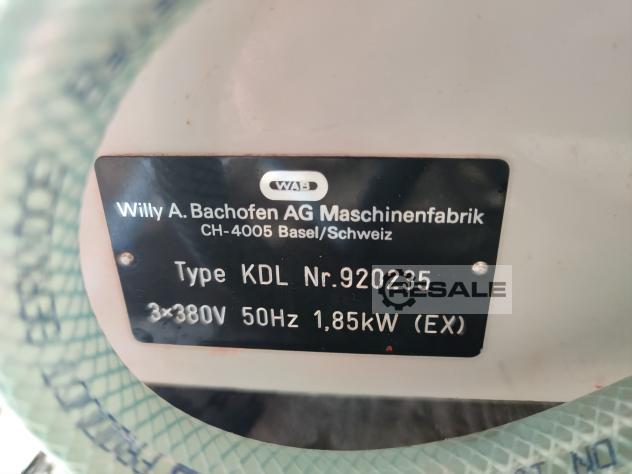 WAB
Willy A. Bachofen AG Maschinenfabrik
CH-4005 Basel/Schweiz
Type KDL Nr.920235
3×380V 50Hz 1,85kW (EX)
RESALE